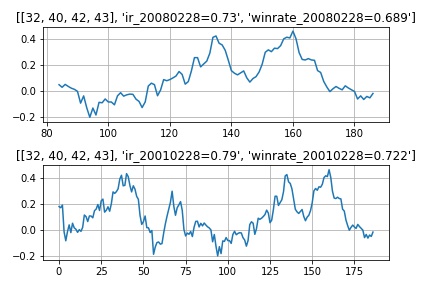 [[32, 40, 42, 43], 'ir_20080228=0.73', 'winrate_20080228=0.689']
0.4
0.2
0.0
−0.2
80 100 120 140 160 180
[[32, 40, 42, 43], 'ir_20010228=0.79', 'winrate_20010228=0.722']
0.4
0.2
0.0
−0.2
0 25 50 75 100 125 150 175